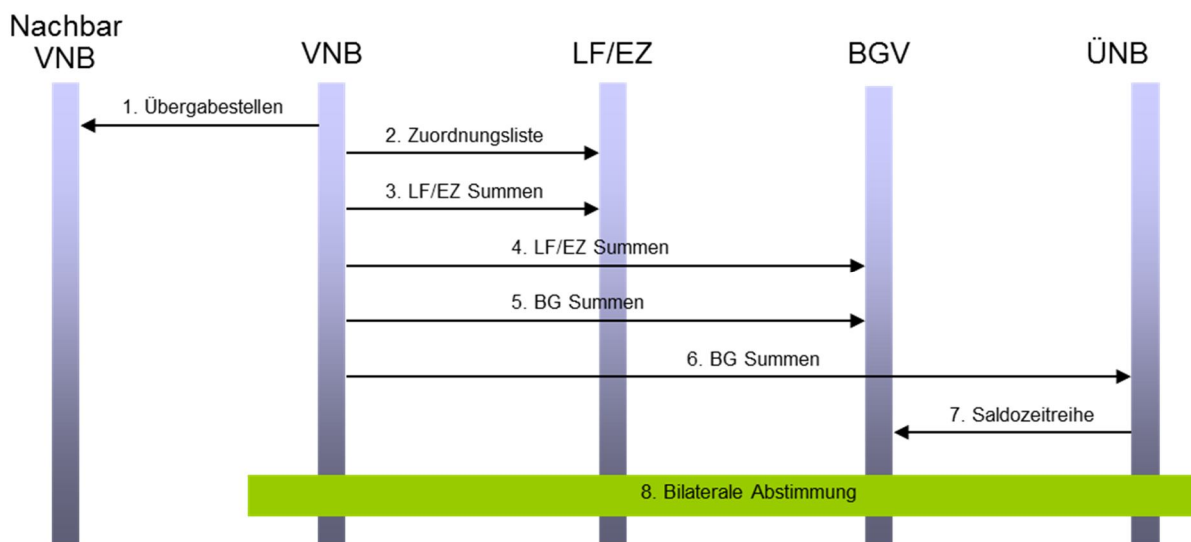 Nachbar
VNB
VNB
LF/EZ
BGV
ÜNB
1. Übergabestellen
2. Zuordnungsliste
3. LF/EZ Summen
4. LF/EZ Summen
5. BG Summen
6. BG Summen
7. Saldozeitreihe
8. Bilaterale Abstimmung